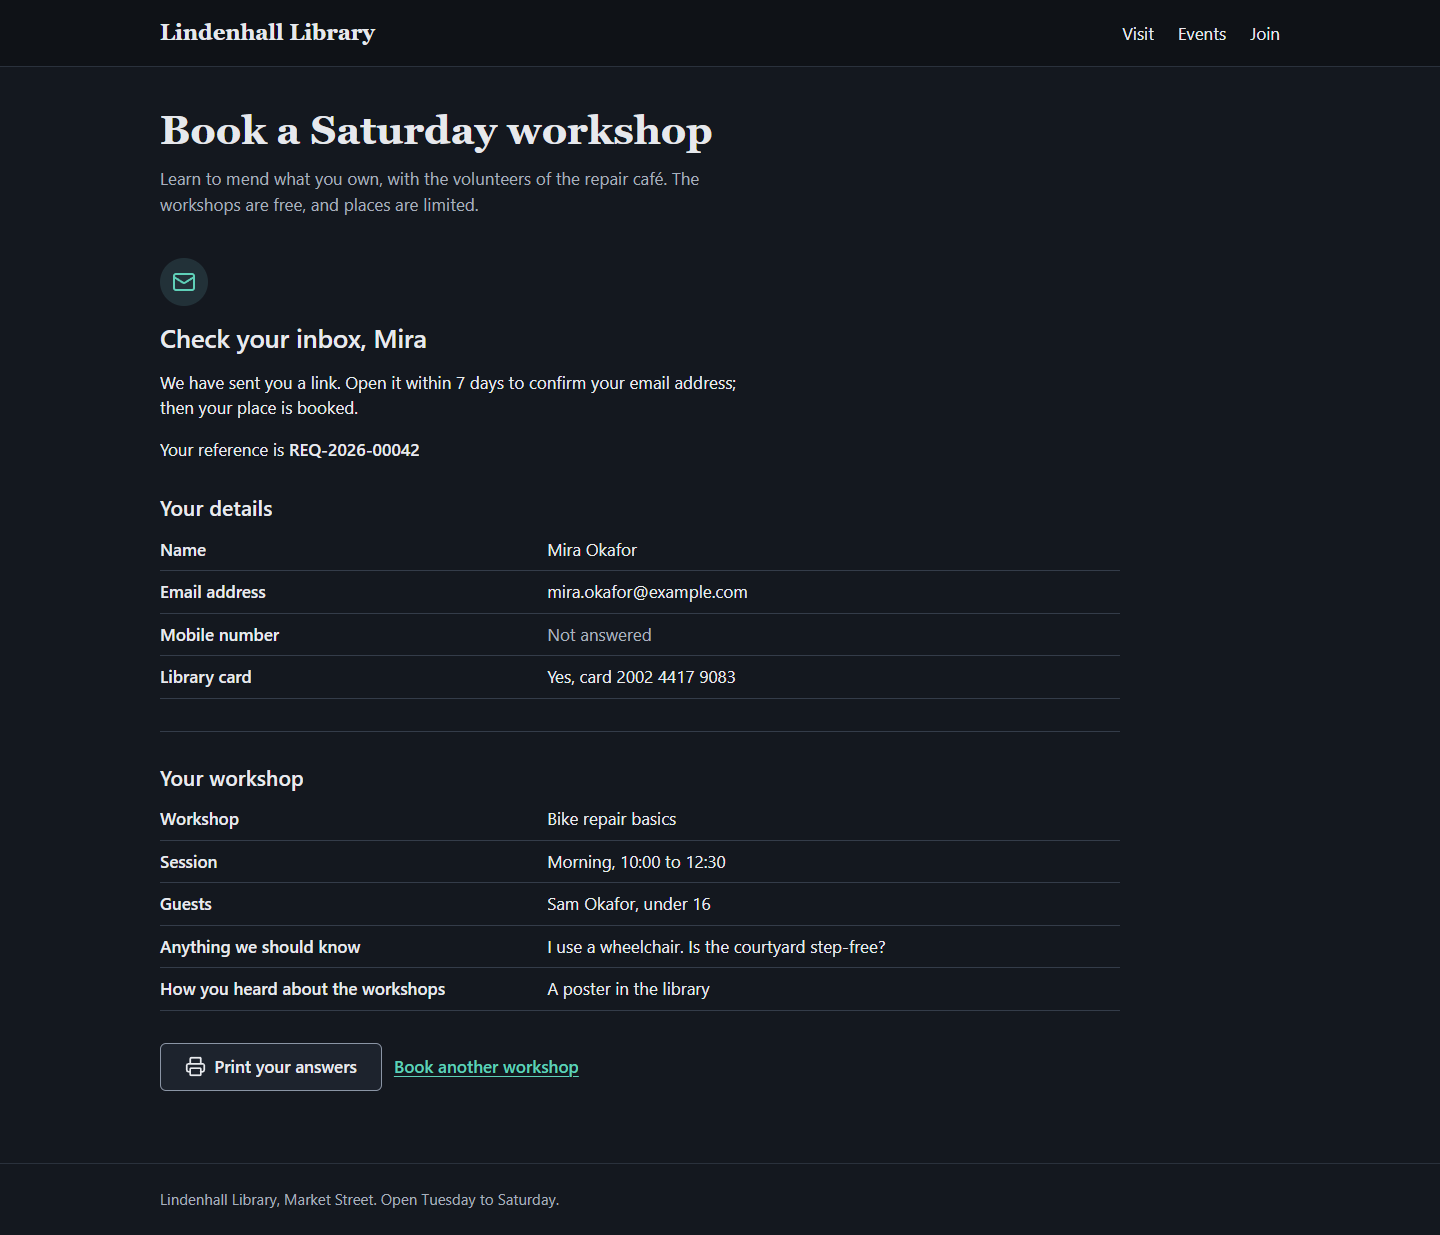 Lindenhall Library
Visit Events Join
Book a Saturday workshop
Learn to mend what you own, with the volunteers of the repair café. The
workshops are free, and places are limited.
Check your inbox, Mira
We have sent you a link. Open it within 7 days to confirm your email address;
then your place is booked.
Your reference is REQ-2026-00042
Your details
Name Mira Okafor
Email address mira.okafor@example.com
Mobile number Not answered
Library card Yes, card 2002 4417 9083
Your workshop
Workshop Bike repair basics
Session Morning, 10:00 to 12:30
Guests Sam Okafor, under 16
Anything we should know I use a wheelchair. Is the courtyard step-free?
How you heard about the workshops A poster in the library
Print your answers Book another workshop
Lindenhall Library, Market Street. Open Tuesday to Saturday.